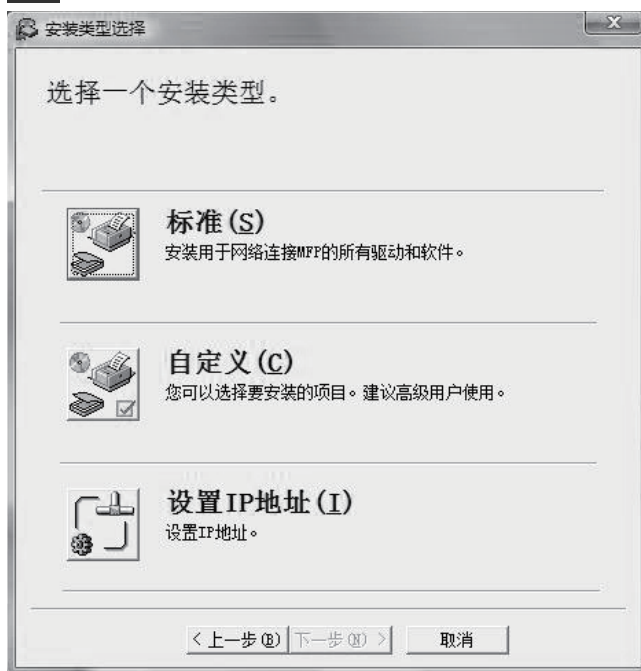 安装类型选择
选择一个安装类型。
标准(S)
安装用于网络连接MFP的所有驱动和软件。
自定义(C)
您可以选择要安装的项目。建议高级用户使用。
设置IP地址(I)
设置IP地址。
<上一步(B) 下一步(N)> 取消